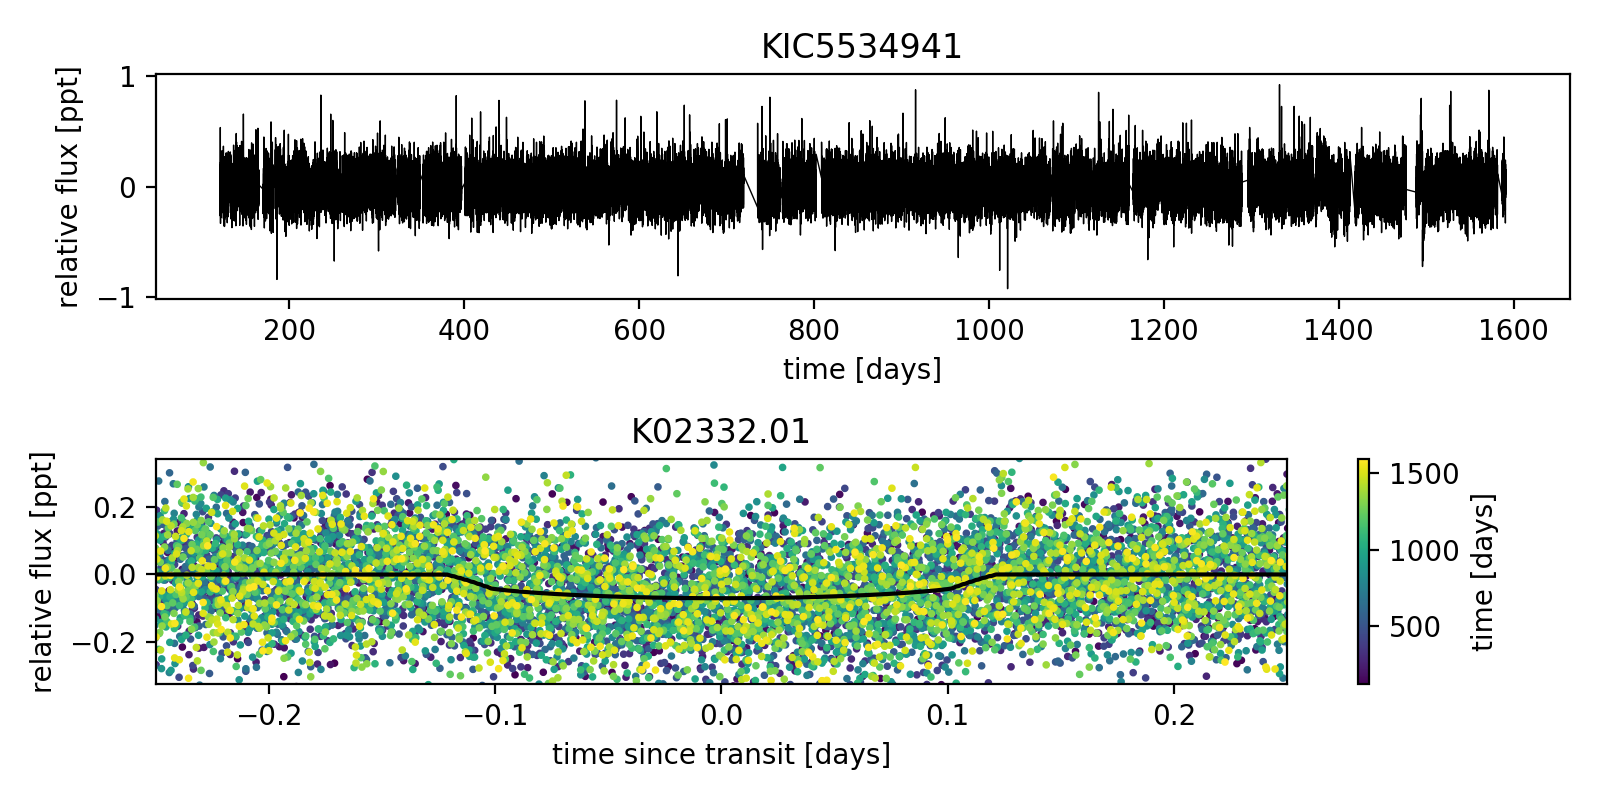 KIC5534941
relative flux [ppt]
1
0
−1
200 400 600 800 1000 1200 1400 1600
time [days]
K02332.01
relative flux [ppt]
0.2
0.0
−0.2
−0.2 −0.1 0.0 0.1 0.2
time since transit [days]
1500
1000
500
time [days]